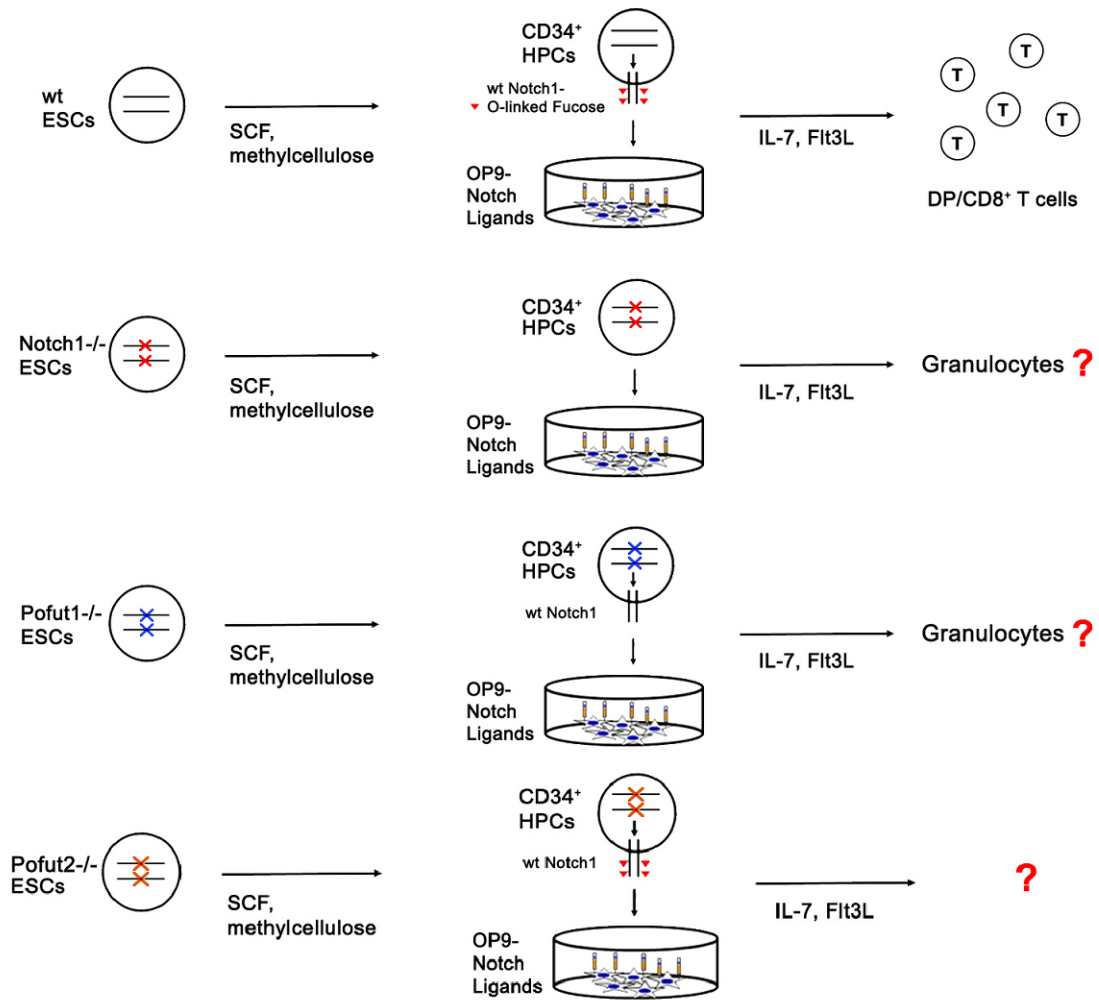 wt
ESCs
SCF,
methylcellulose
CD34⁺
HPCs
wt Notch1-
O-linked Fucose
OP9-
Notch
Ligands
IL-7, Flt3L
T
T
T
T
T
DP/CD8⁺ T cells
Notch1-/-
ESCs
SCF,
methylcellulose
CD34⁺
HPCs
OP9-
Notch
Ligands
IL-7, Flt3L
Granulocytes ?
Pofut1-/-
ESCs
SCF,
methylcellulose
CD34⁺
HPCs
wt Notch1
OP9-
Notch
Ligands
IL-7, Flt3L
Granulocytes ?
Pofut2-/-
ESCs
SCF,
methylcellulose
CD34⁺
HPCs
wt Notch1
OP9-
Notch
Ligands
IL-7, Flt3L
?